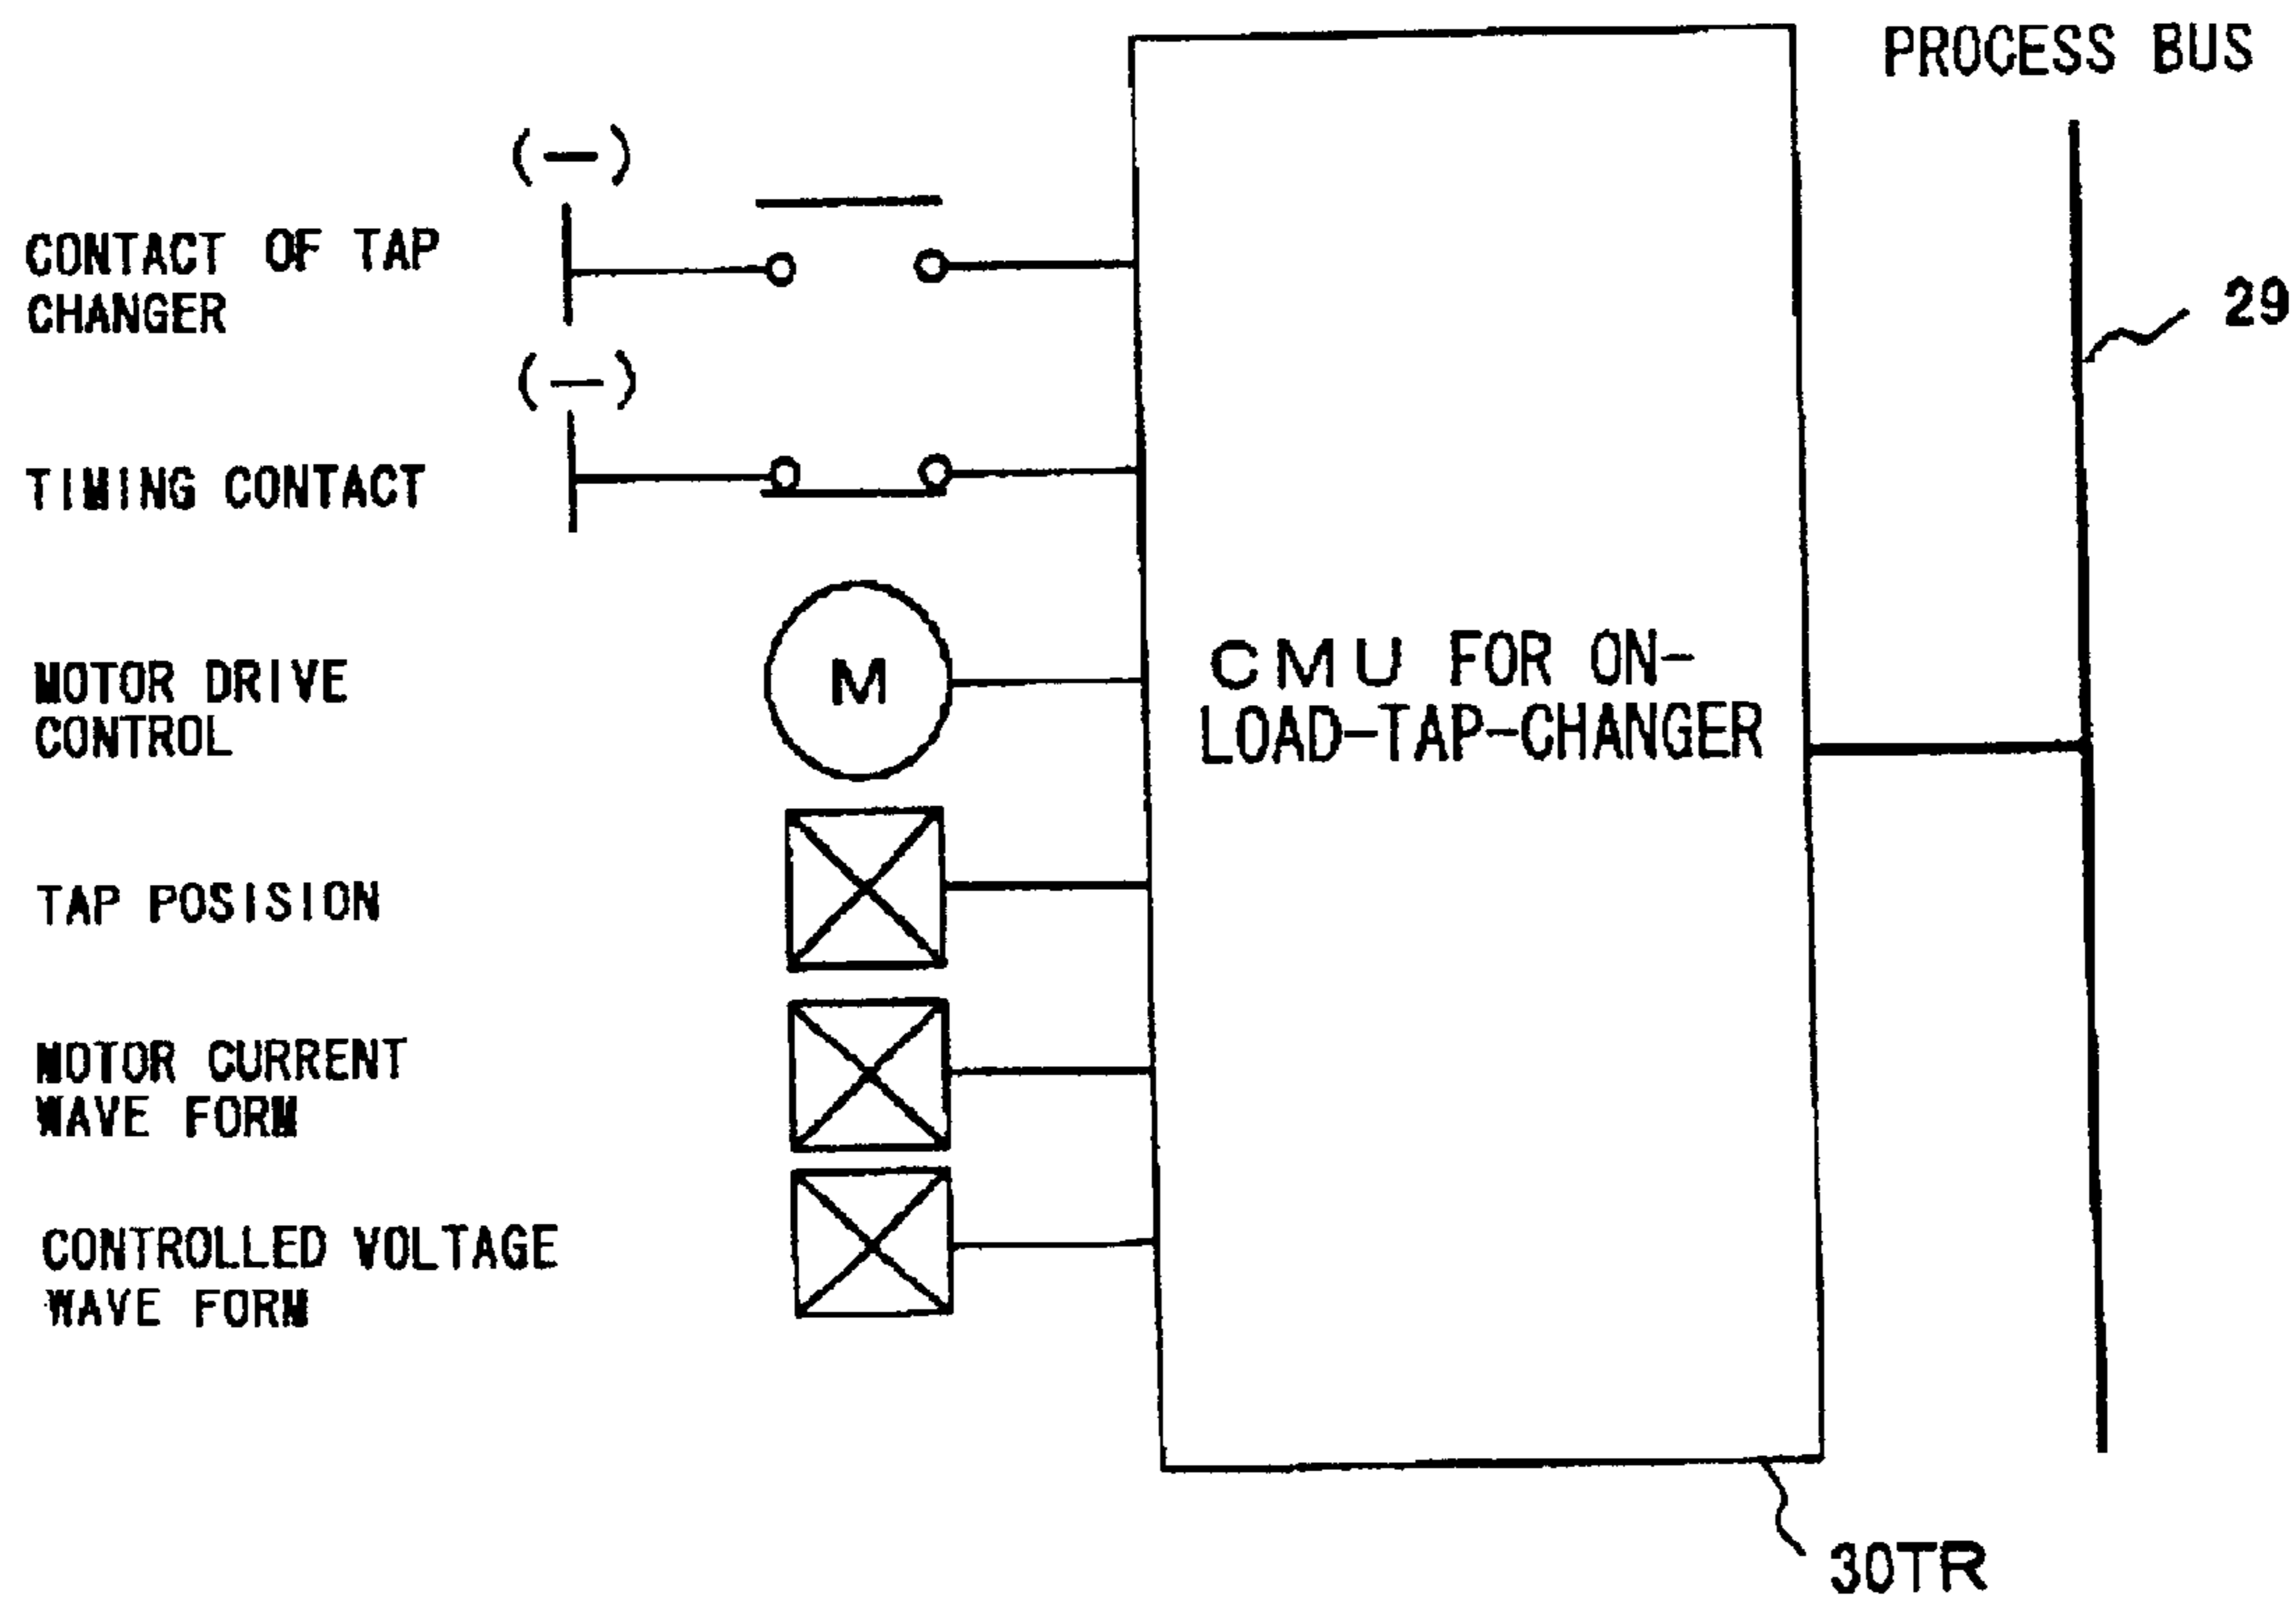 PROCESS BUS
(—)
CONTACT OF TAP
CHANGER
29
(—)
TIMING CONTACT
MOTOR DRIVE
CONTROL
M
CMU FOR ON-
LOAD-TAP-CHANGER
TAP POSISION
MOTOR CURRENT
WAVE FORM
CONTROLLED VOLTAGE
WAVE FORM
30TR